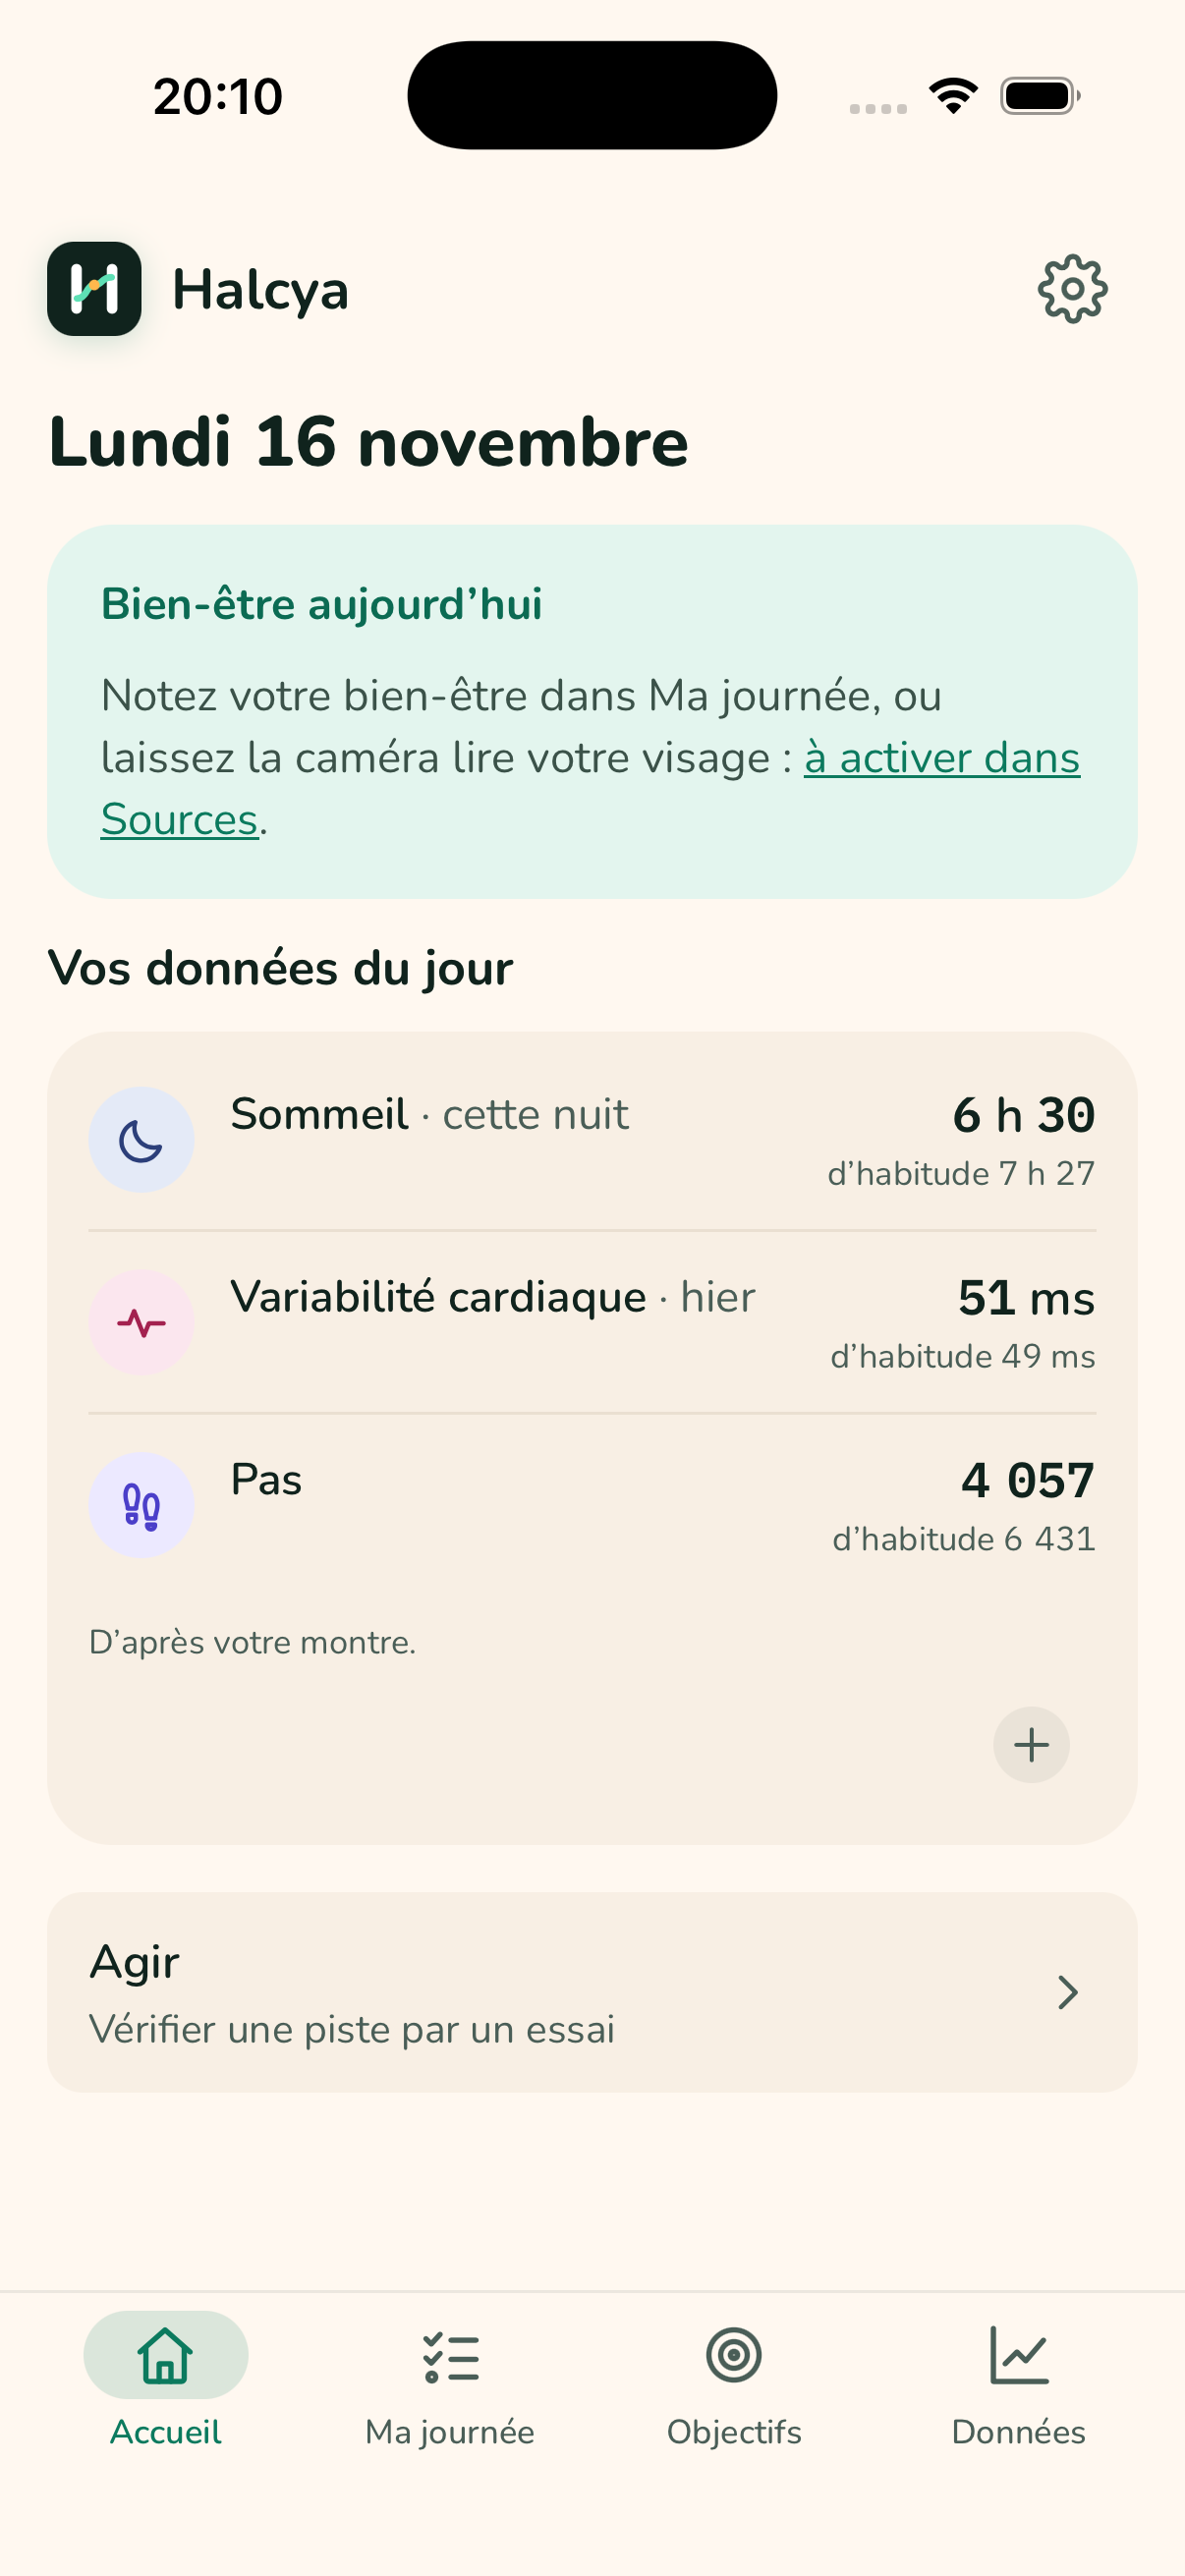 20:10
Halcya
Lundi 16 novembre
Bien-être aujourd’hui
Notez votre bien-être dans Ma journée, ou
laissez la caméra lire votre visage : à activer dans
Sources.
Vos données du jour
Sommeil · cette nuit
6 h 30
d’habitude 7 h 27
Variabilité cardiaque · hier
51 ms
d’habitude 49 ms
Pas
4 057
d’habitude 6 431
D’après votre montre.
Agir
Vérifier une piste par un essai
Accueil
Ma journée
Objectifs
Données